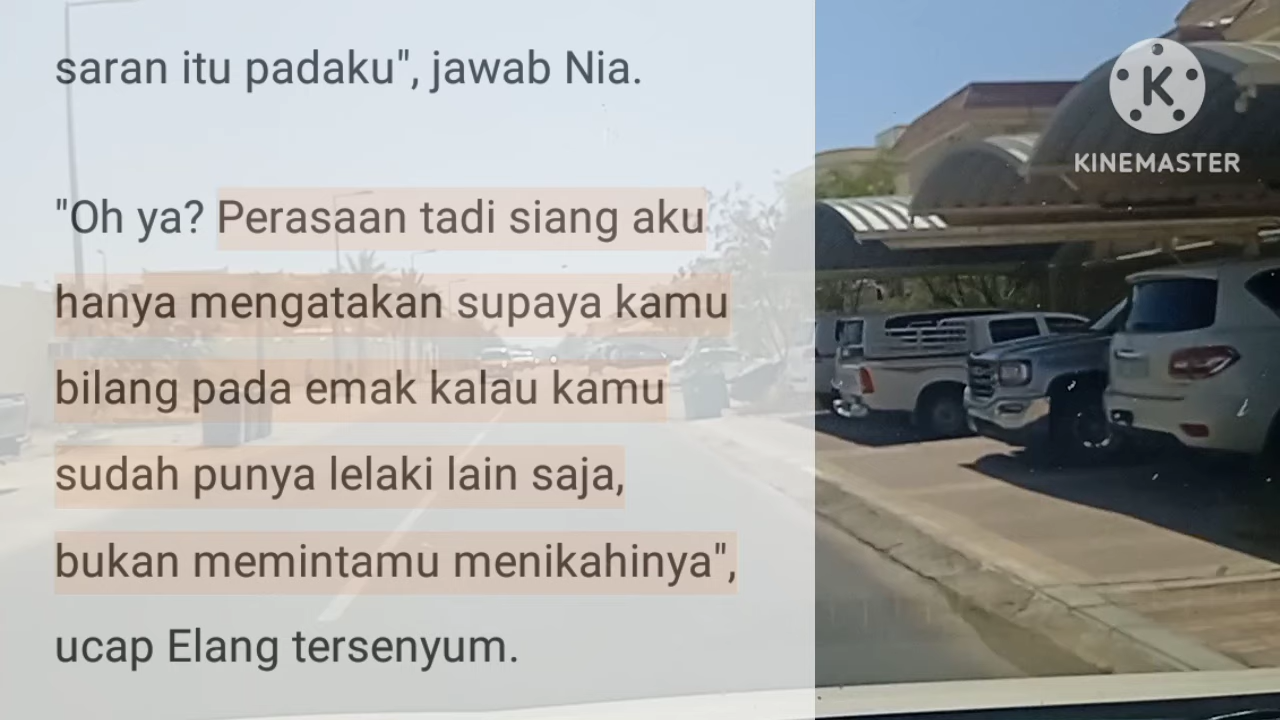 saran itu padaku", jawab Nia.
"Oh ya? Perasaan tadi siang aku
hanya mengatakan supaya kamu
bilang pada emak kalau kamu
sudah punya lelaki lain saja,
bukan memintamu menikahinya",
ucap Elang tersenyum.
K
KINEMASTER